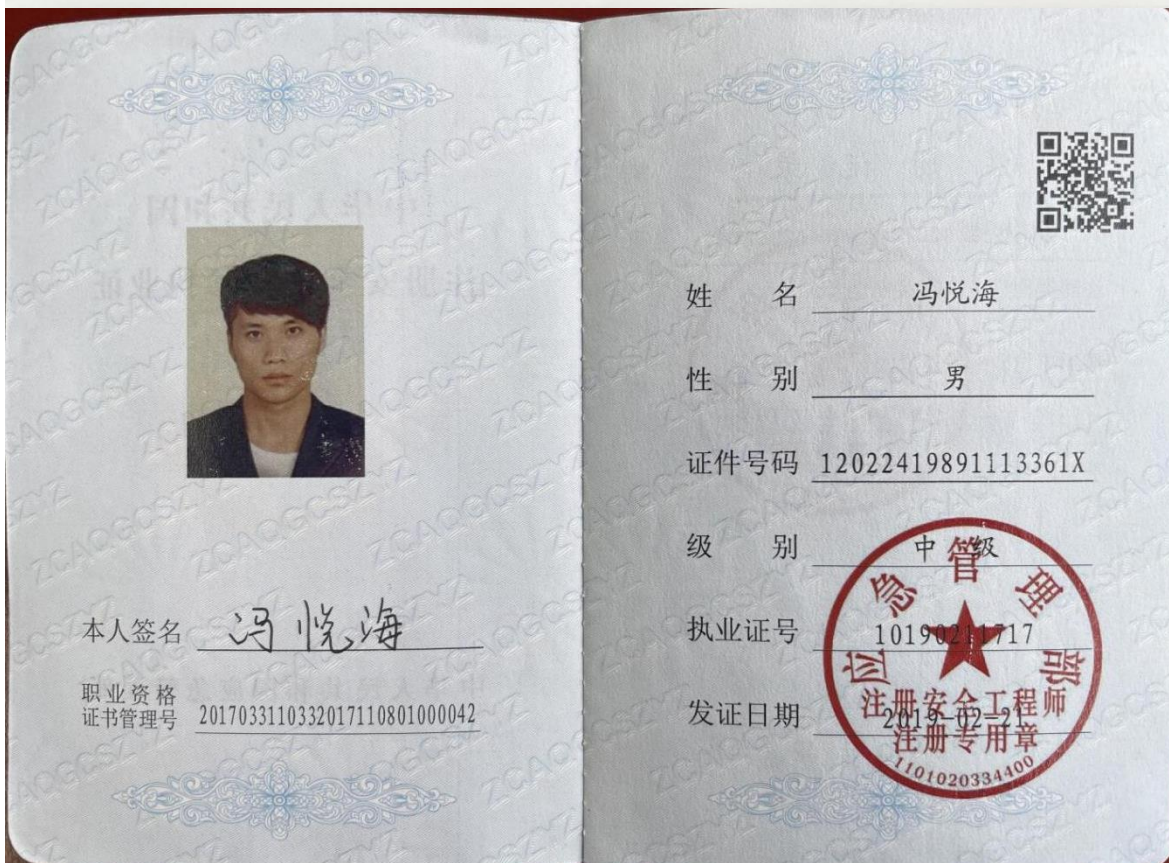 本人签名 冯悦海
职业资格
证书管理号 2017033110332017110801000042
姓 名 冯悦海
性 别 男
证件号码 12022419891113361X
级 别 中级
执业证号 10190211717
发证日期 2019-02-21
应急管理部
注册安全工程师
注册专用章
1101020334400
ZCAQGCSZYZ